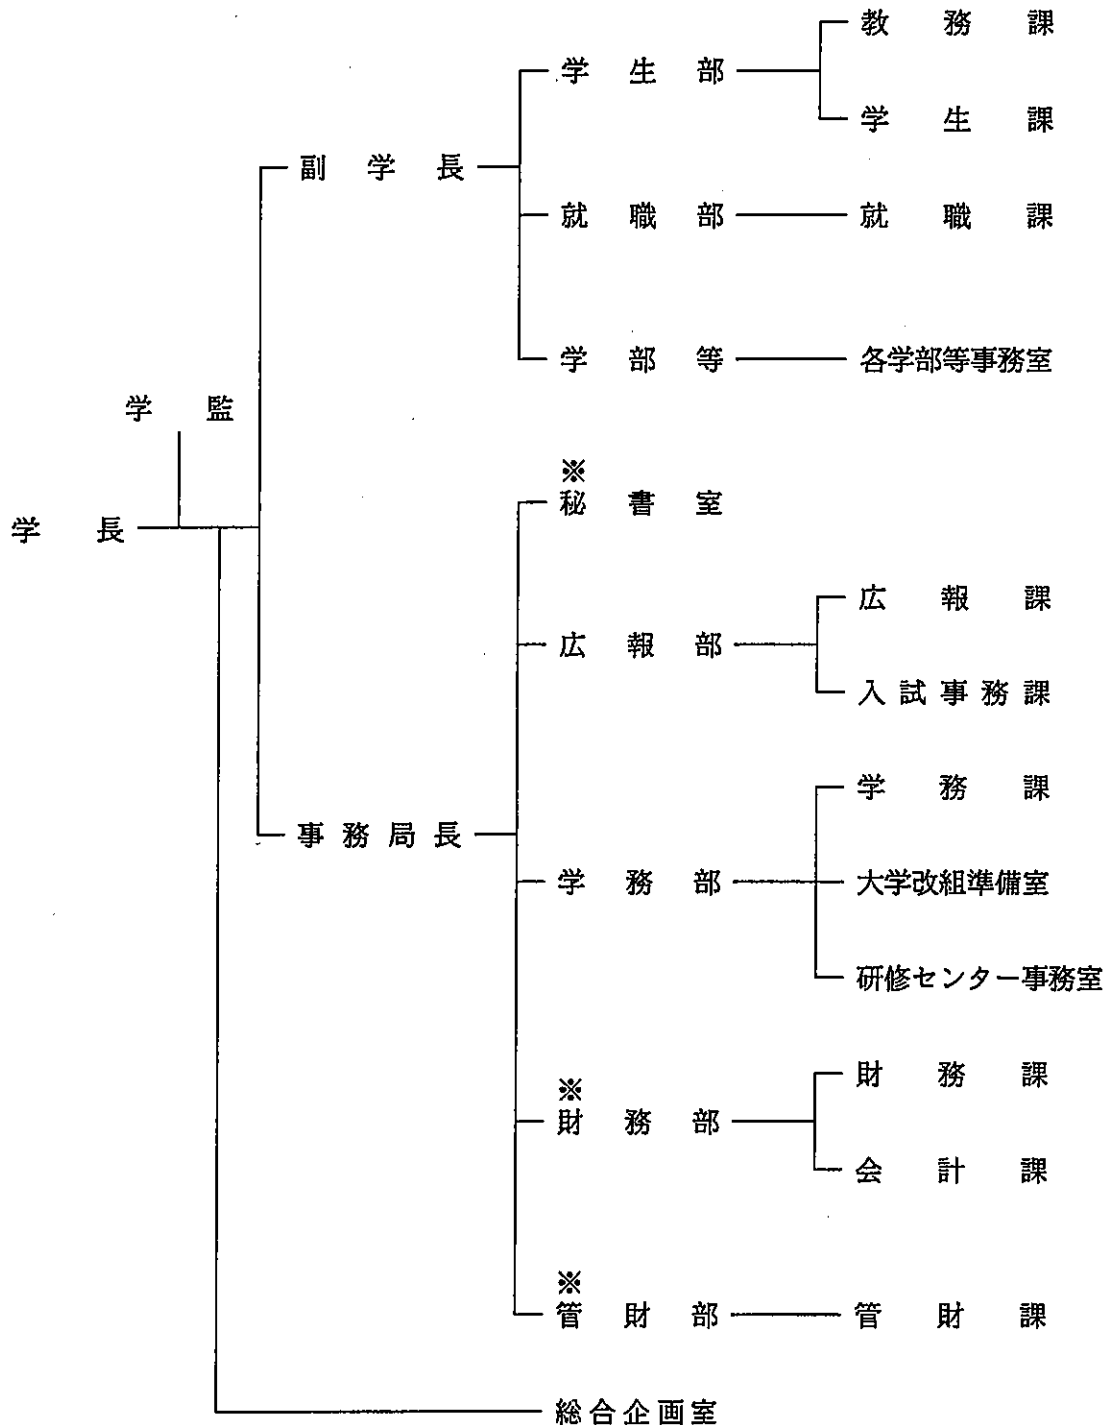 教務課
学生部
学生課
副学長
就職部
就職課
学部等
各学部等事務室
学監
※
秘書室
学長
広報課
広報部
入試事務課
学務課
事務局長
学務部
大学改組準備室
研修センター事務室
財務課
※
財務部
会計課
※
管財部
管財課
総合企画室